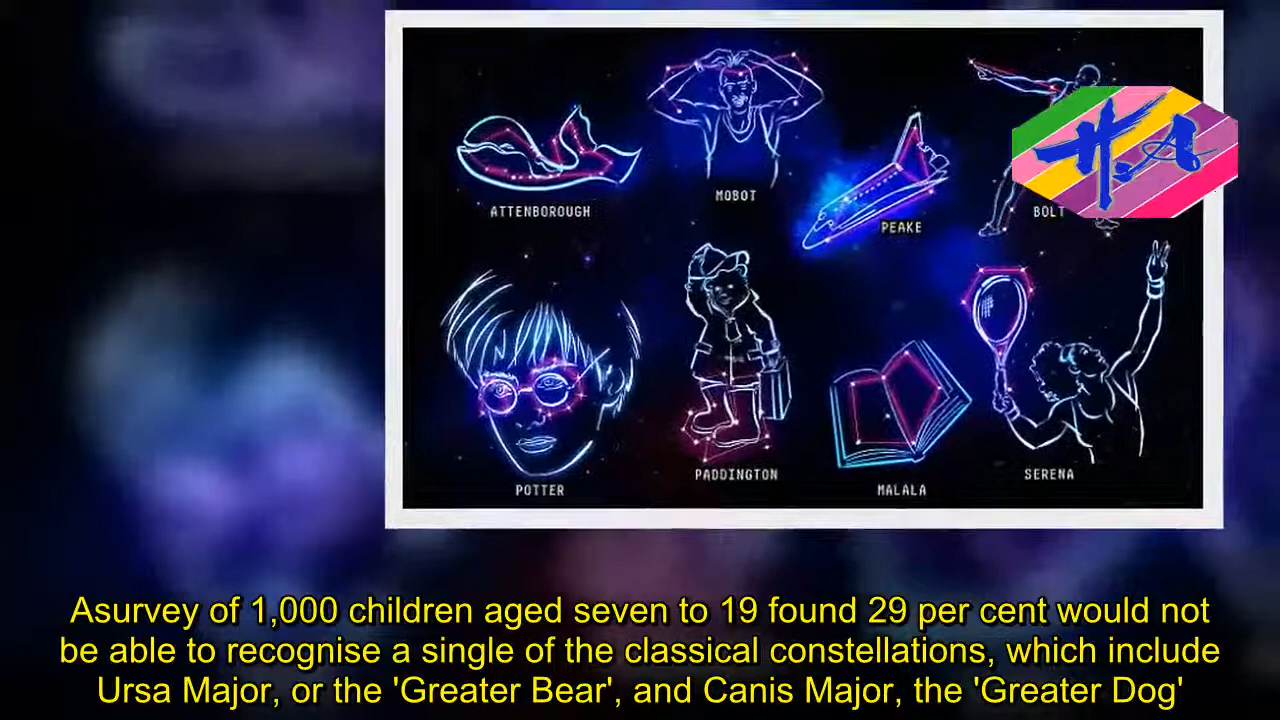 MOBOT
ATTENBOROUGH
PEAKE
BOLT
H.A
POTTER
PADDINGTON
MALALA
SERENA
Asurvey of 1,000 children aged seven to 19 found 29 per cent would not
be able to recognise a single of the classical constellations, which include
Ursa Major, or the 'Greater Bear', and Canis Major, the 'Greater Dog'